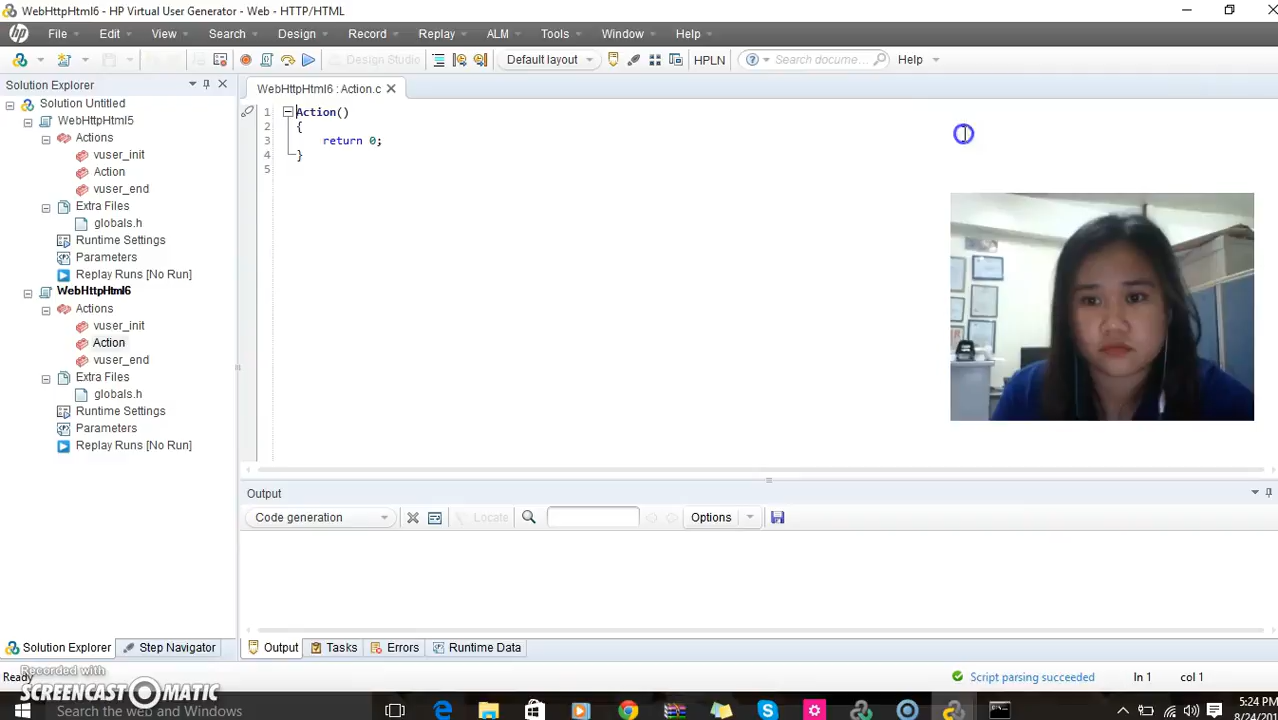 WebHttpHtml6 - HP Virtual User Generator - Web - HTTP/HTML
hp File Edit View Search Design Record Replay ALM Tools Window Help
Design Studio Default layout HPLN Search docume... Help
Solution Explorer
WebHttpHtml6 : Action.c
Solution Untitled
WebHttpHtml5
Actions
vuser_init
Action
vuser_end
Extra Files
globals.h
Runtime Settings
Parameters
Replay Runs [No Run]
WebHttpHtml6
Actions
vuser_init
Action
vuser_end
Extra Files
globals.h
Runtime Settings
Parameters
Replay Runs [No Run]
1 Action()
2 {
3 return 0;
4 }
5
Output
Code generation Locate Options
Solution Explorer Step Navigator Output Tasks Errors Runtime Data
Ready Script parsing succeeded ln 1 col 1
Recorded with
SCREENCAST-O-MATIC
Search the web and Windows
5:24 PM